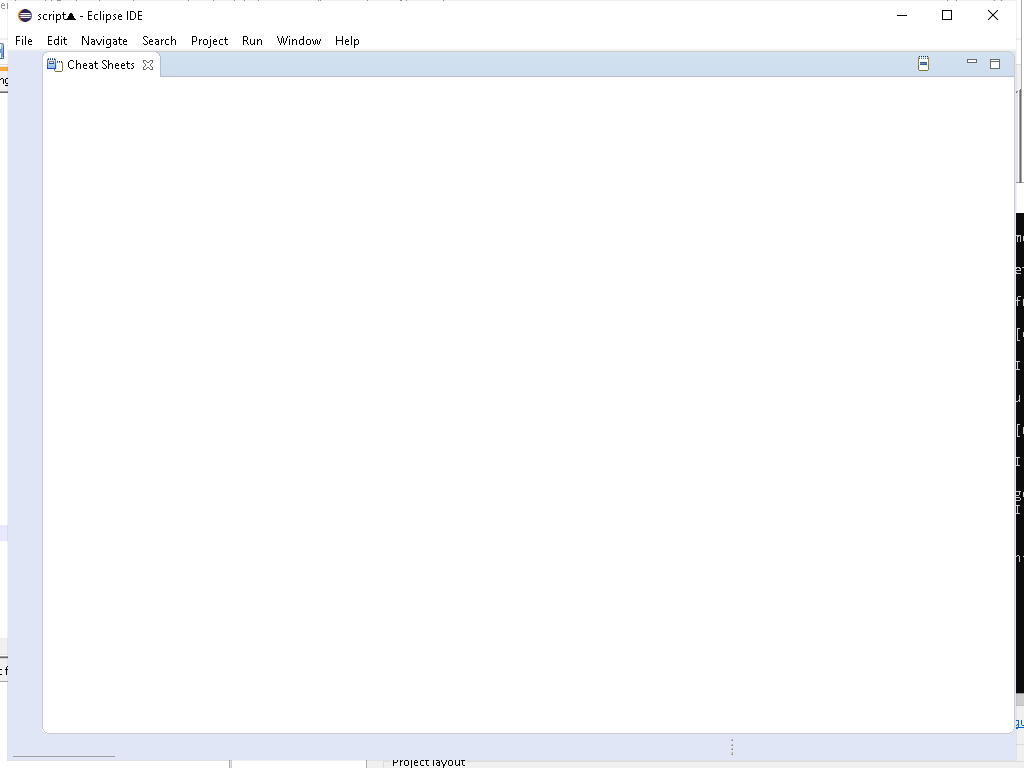 script▲ - Eclipse IDE
File Edit Navigate Search Project Run Window Help
Cheat Sheets
Project layout